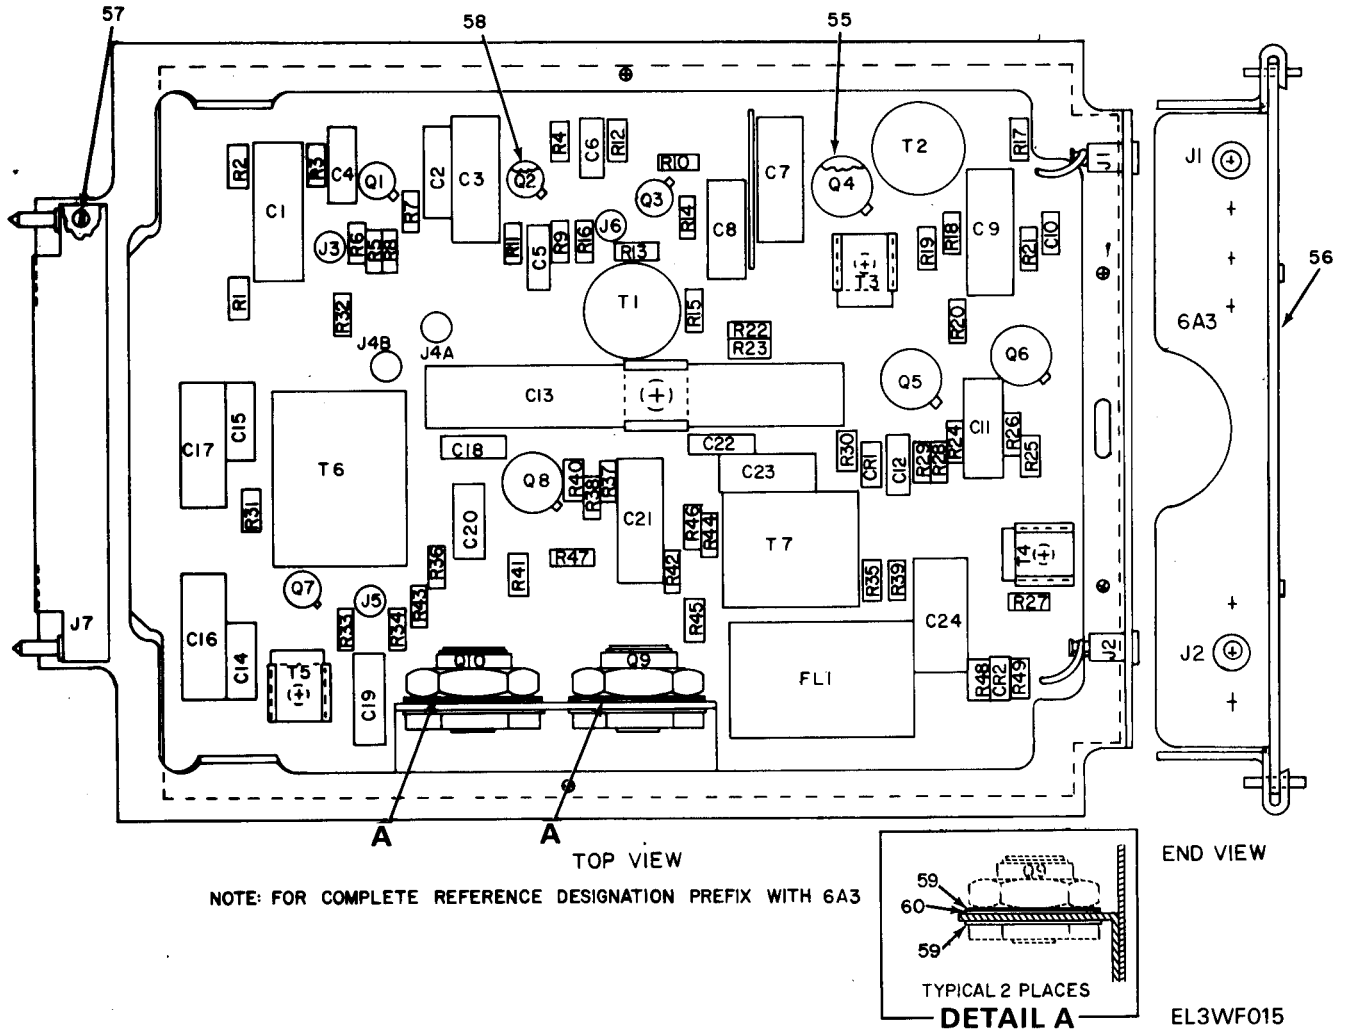 57
58
55
R2
C1
R3
C4
Q1
R7
C2
C3
Q2
R4
C6
R12
R10
Q3
R14
C7
Q4
T2
R17
J1
J1
J3
R6
R5
R8
R11
C5
R9
R16
J6
R13
C8
T3
R19
R18
C9
R21
C10
56
R1
R32
T1
R15
R20
6A3
J4B
J4A
R22
R23
Q5
Q6
C13
C17
C15
T6
C18
C22
R30
CR1
C12
R29
R28
R24
C11
R26
R25
Q8
R40
R38
R37
C23
R31
C20
C21
R46
R44
T7
T4
R36
R41
R47
R42
R35
R39
R27
Q7
J5
R43
J7
C16
C14
R33
R34
R45
C24
J2
J2
T5
C19
Q10
Q9
FL1
R48
CR2
R49
A
A
TOP VIEW
END VIEW
NOTE: FOR COMPLETE REFERENCE DESIGNATION PREFIX WITH 6A3
Q9
59
60
59
TYPICAL 2 PLACES
DETAIL A
EL3WF015